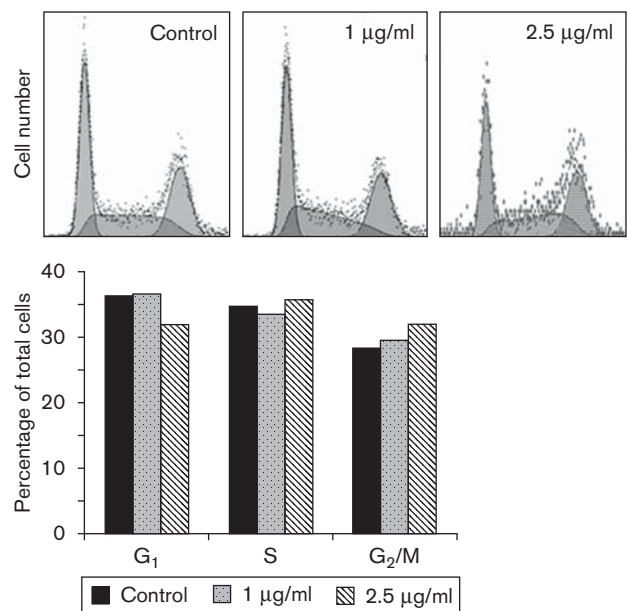 Control
1 µg/ml
2.5 µg/ml
Cell number
40
30
20
10
0
Percentage of total cells
G₁
S
G₂/M
Control
1 µg/ml
2.5 µg/ml